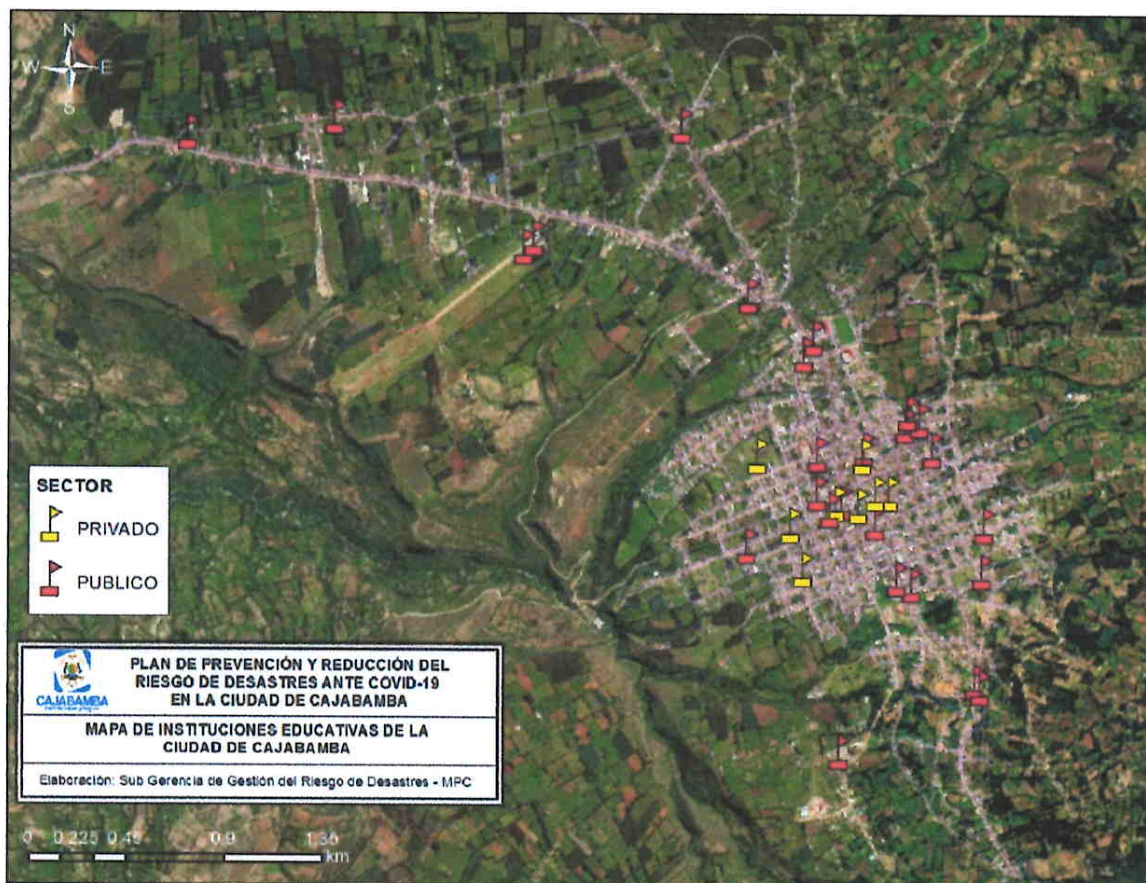 N
W E
S
SECTOR
PRIVADO
PUBLICO
CAJABAMBA
PLAN DE PREVENCIÓN Y REDUCCIÓN DEL
RIESGO DE DESASTRES ANTE COVID-19
EN LA CIUDAD DE CAJABAMBA
MAPA DE INSTITUCIONES EDUCATIVAS DE LA
CIUDAD DE CAJABAMBA
Elaboración: Sub Gerencia de Gestión del Riesgo de Desastres - MPC
0 0.225 0.45 0.9 1.35
km